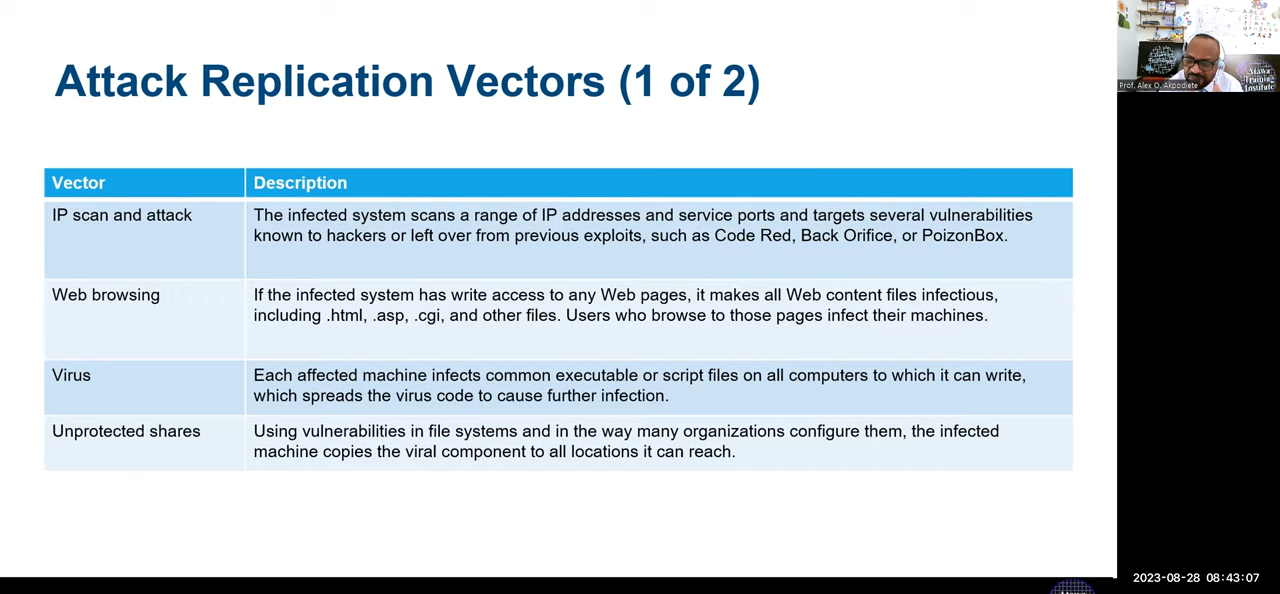 Attack Replication Vectors (1 of 2)
Prof. Alex O. Akpodiete
Training
Institute
Vector
Description
IP scan and attack
The infected system scans a range of IP addresses and service ports and targets several vulnerabilities
known to hackers or left over from previous exploits, such as Code Red, Back Orifice, or PoizonBox.
Web browsing
If the infected system has write access to any Web pages, it makes all Web content files infectious,
including .html, .asp, .cgi, and other files. Users who browse to those pages infect their machines.
Virus
Each affected machine infects common executable or script files on all computers to which it can write,
which spreads the virus code to cause further infection.
Unprotected shares
Using vulnerabilities in file systems and in the way many organizations configure them, the infected
machine copies the viral component to all locations it can reach.
2023-08-28 08:43:07